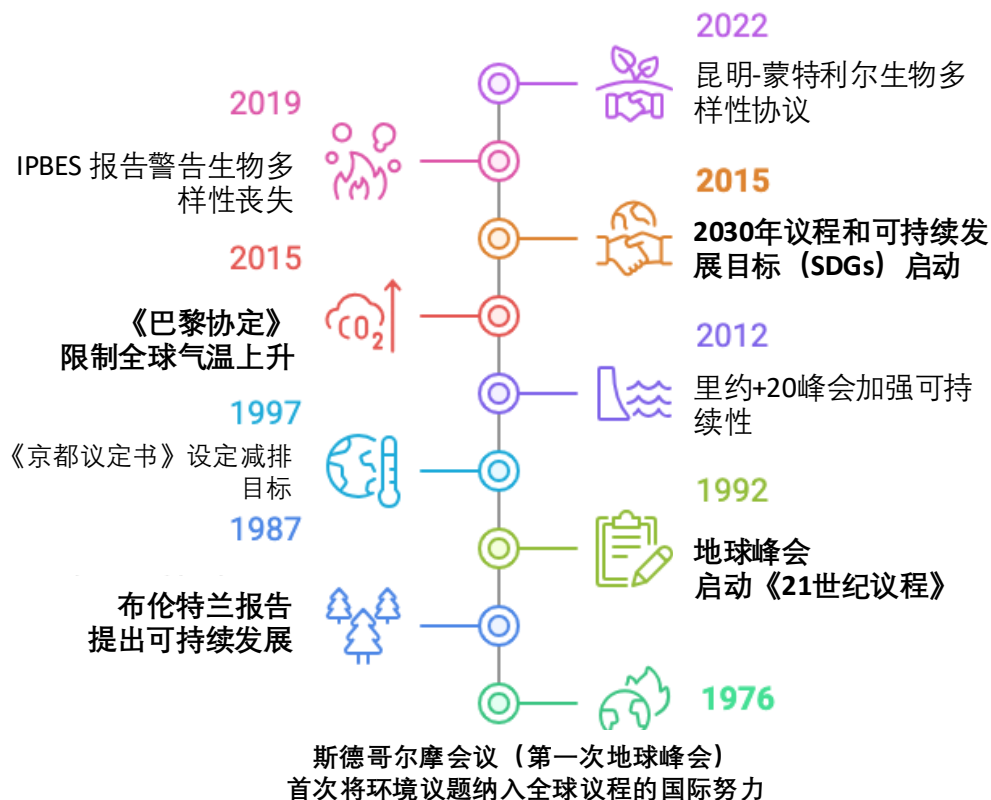 2022
昆明-蒙特利尔生物多
样性协议
2019
IPBES 报告警告生物多
样性丧失
2015
2030年议程和可持续发
展目标（SDGs）启动
2015
《巴黎协定》
限制全球气温上升
CO2
2012
里约+20峰会加强可持
续性
1997
《京都议定书》设定减排
目标
1992
地球峰会
启动《21世纪议程》
1987
布伦特兰报告
提出可持续发展
1976
斯德哥尔摩会议（第一次地球峰会）
首次将环境议题纳入全球议程的国际努力